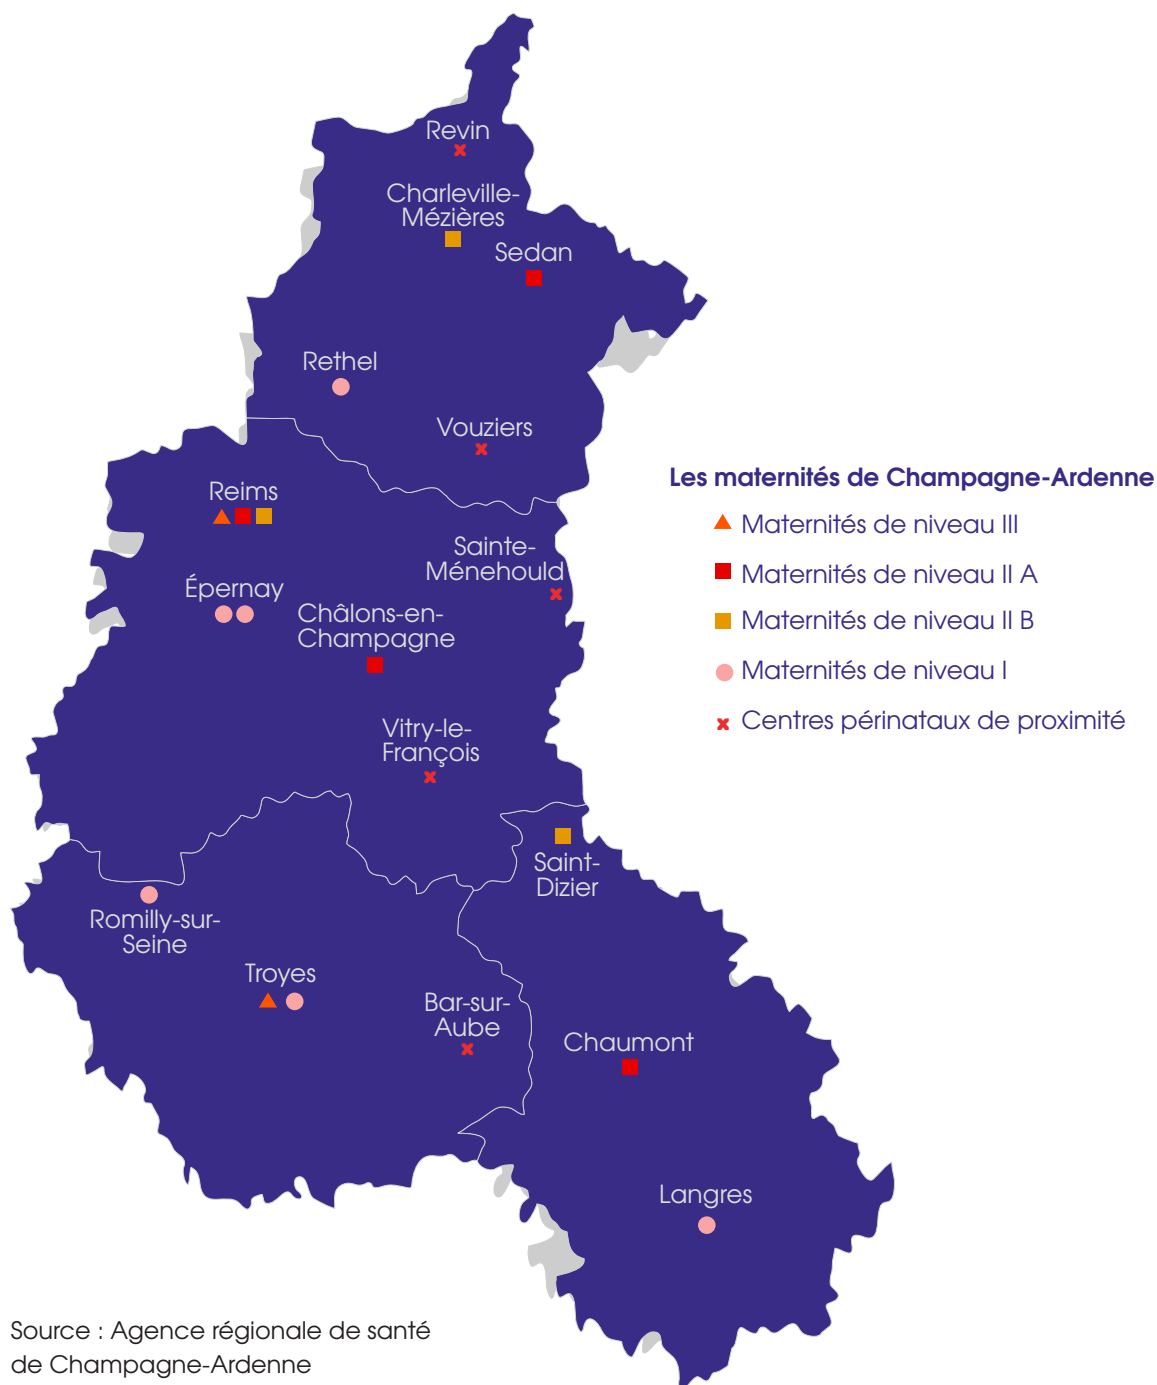 Revin
Charleville-
Mézières
Sedan
Rethel
Vouziers
Reims
Sainte-
Ménehould
Épernay
Châlons-en-
Champagne
Vitry-le-
François
Saint-
Dizier
Romilly-sur-
Seine
Troyes
Bar-sur-
Aube
Chaumont
Langres
Les maternités de Champagne-Ardenne
Maternités de niveau III
Maternités de niveau II A
Maternités de niveau II B
Maternités de niveau I
Centres périnataux de proximité
Source : Agence régionale de santé
de Champagne-Ardenne